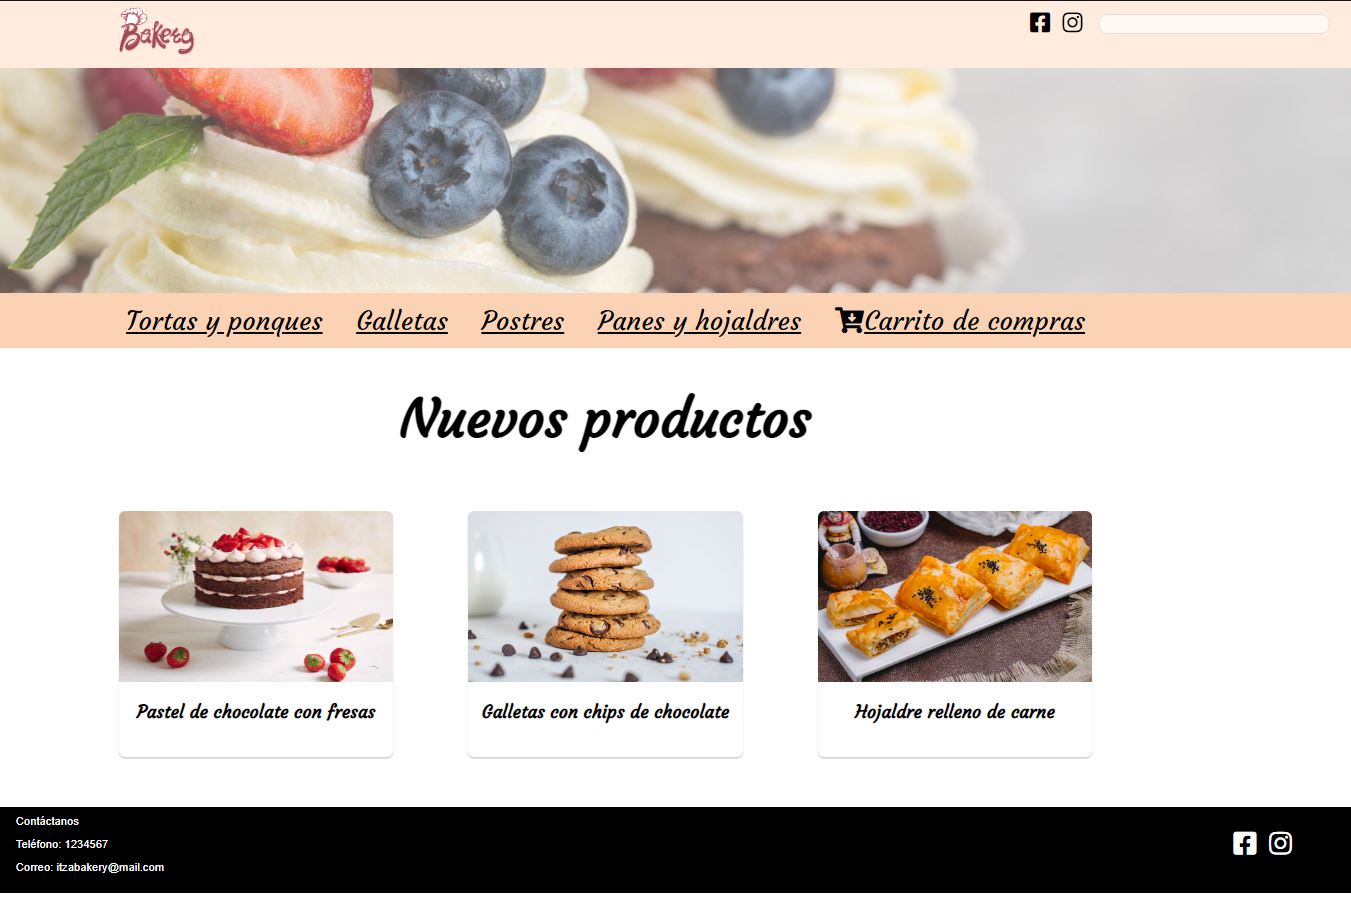 Bakery
Tortas y ponques Galletas Postres Panes y hojaldres Carrito de compras
Nuevos productos
Pastel de chocolate con fresas
Galletas con chips de chocolate
Hojaldre relleno de carne
Contáctanos
Teléfono: 1234567
Correo: itzabakery@mail.com